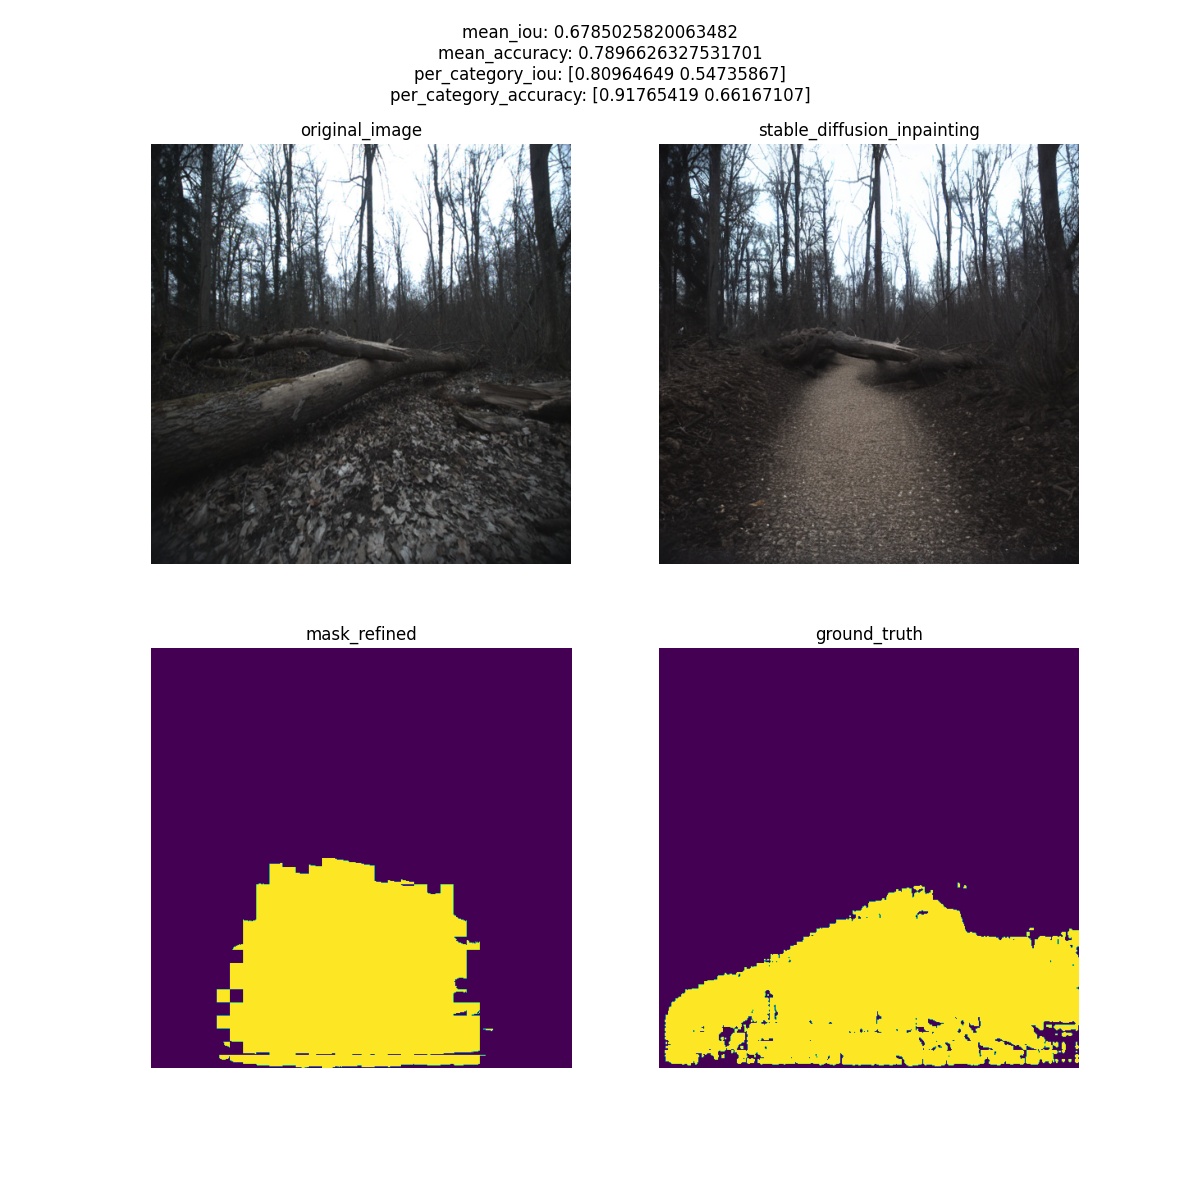 mean_iou: 0.6785025820063482
mean_accuracy: 0.7896626327531701
per_category_iou: [0.80964649 0.54735867]
per_category_accuracy: [0.91765419 0.66167107]
original_image
stable_diffusion_inpainting
mask_refined
ground_truth